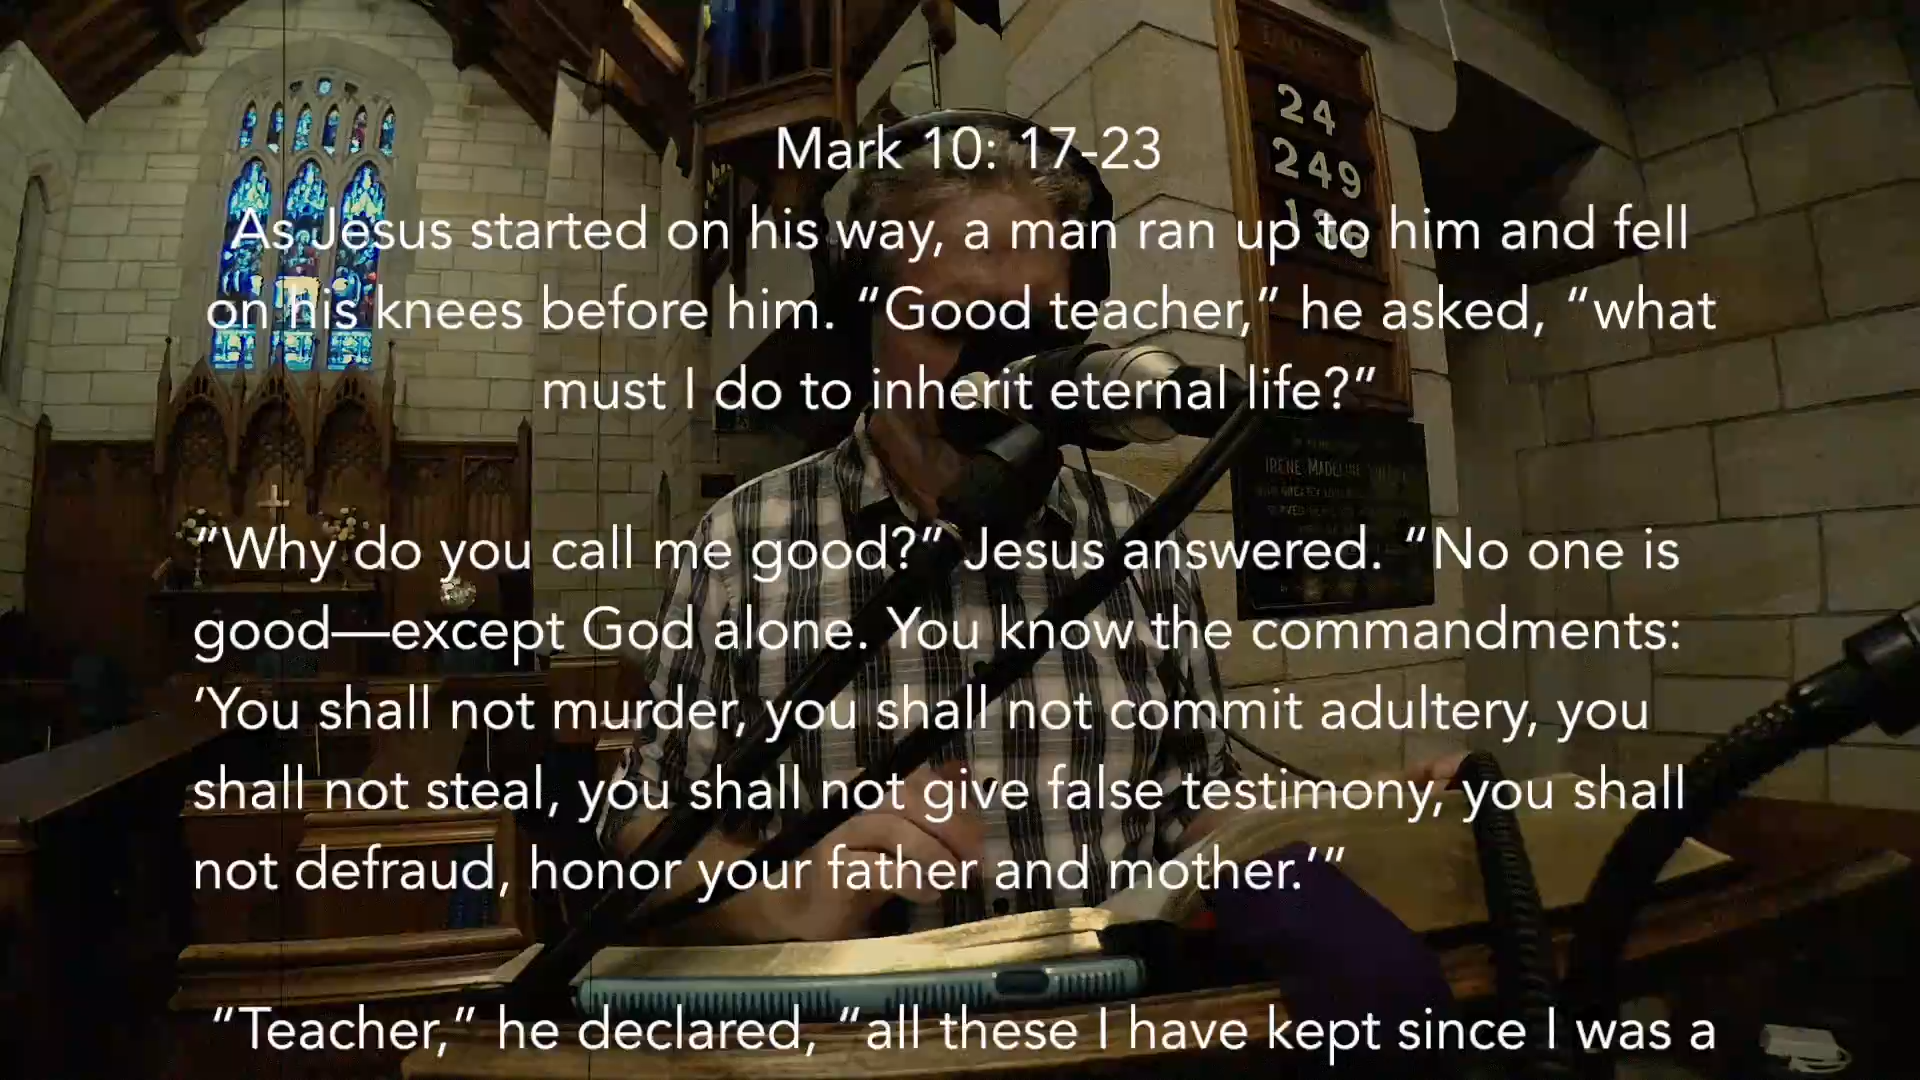 24
249
136
Mark 10: 17-23
As Jesus started on his way, a man ran up to him and fell
on his knees before him. “Good teacher,” he asked, “what
must I do to inherit eternal life?”
“Why do you call me good?” Jesus answered. “No one is
good—except God alone. You know the commandments:
‘You shall not murder, you shall not commit adultery, you
shall not steal, you shall not give false testimony, you shall
not defraud, honor your father and mother.’”
“Teacher,” he declared, “all these I have kept since I was a
IRENE MADELINE